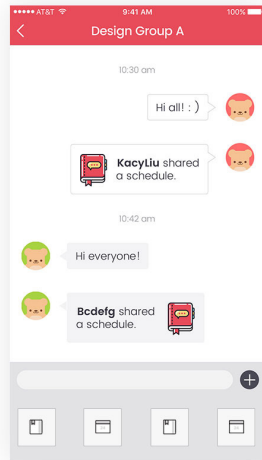 AT&T 9:41 AM 100%
Design Group A
10:30 am
Hi all! : )
KacyLiu shared
a schedule.
10:42 am
Hi everyone!
Bcdefg shared
a schedule.